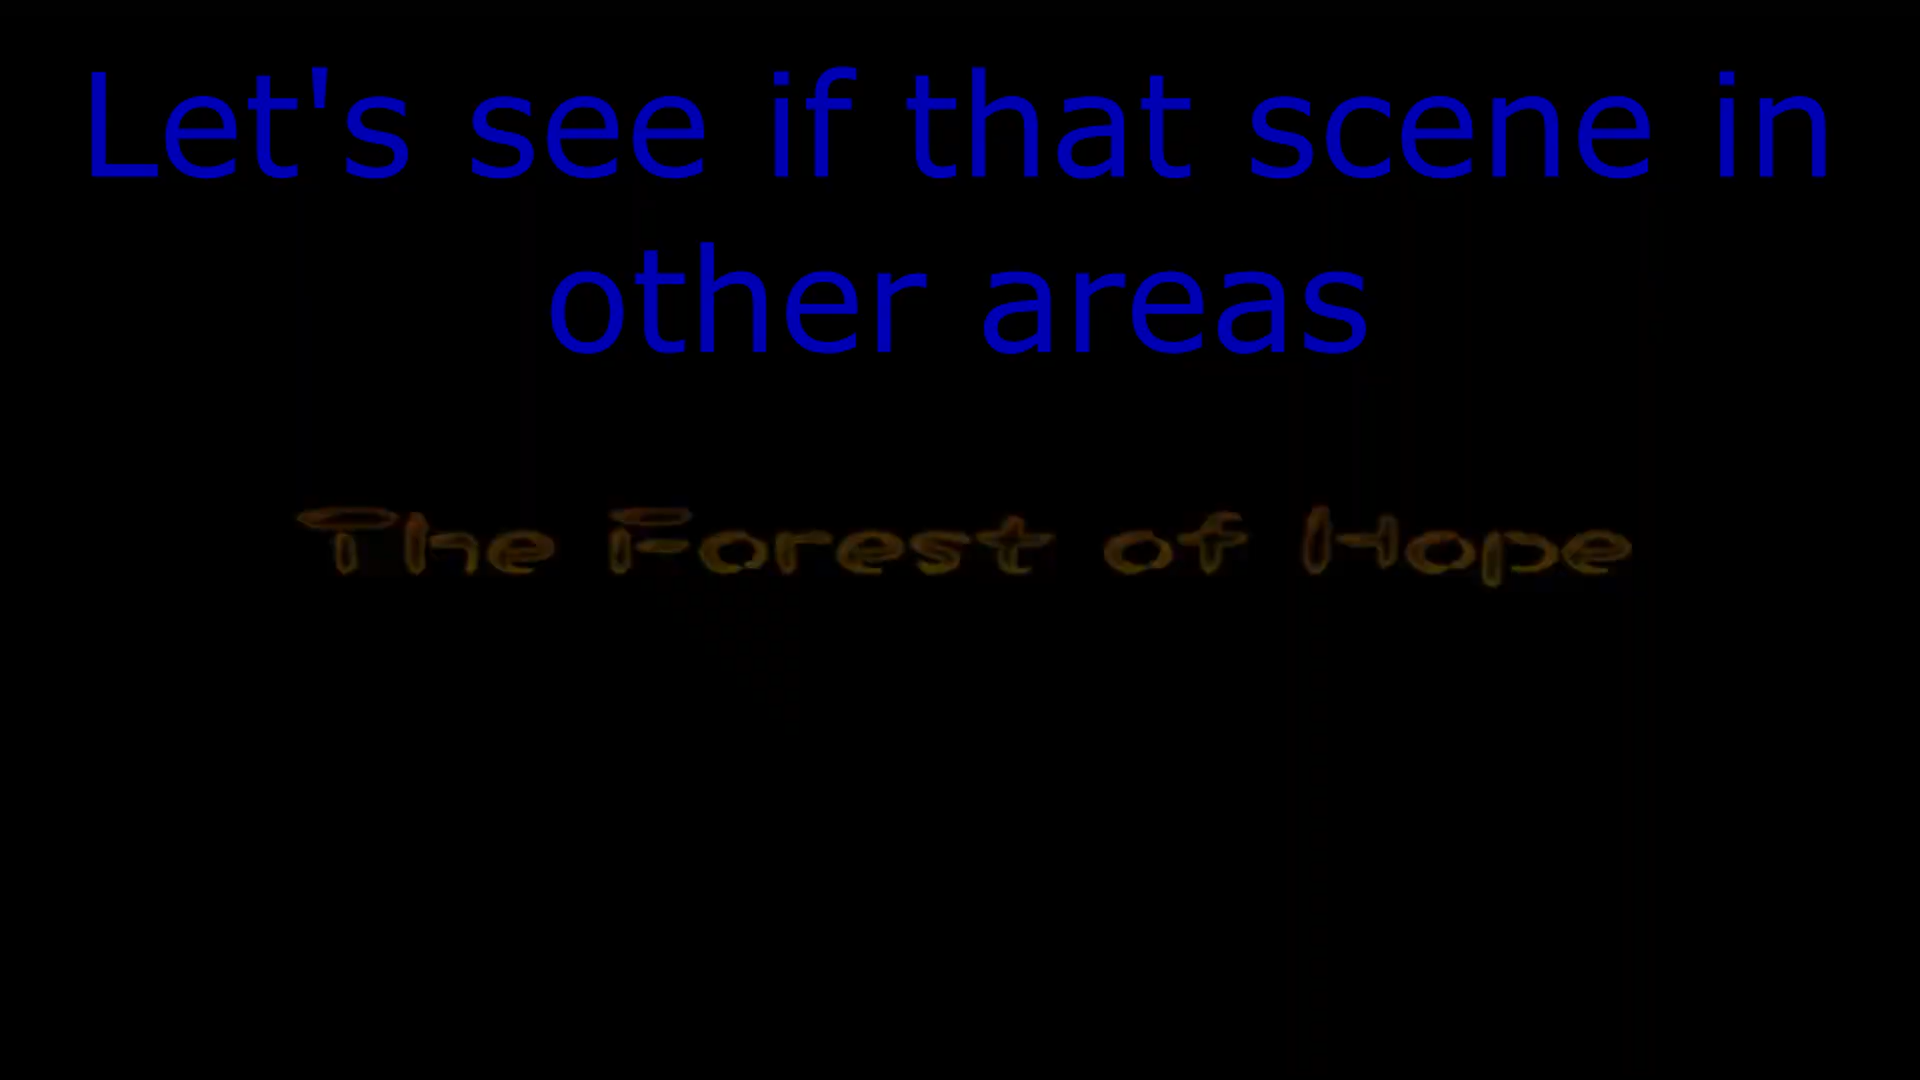 Let's see if that scene in
other areas
The Forest of Hope